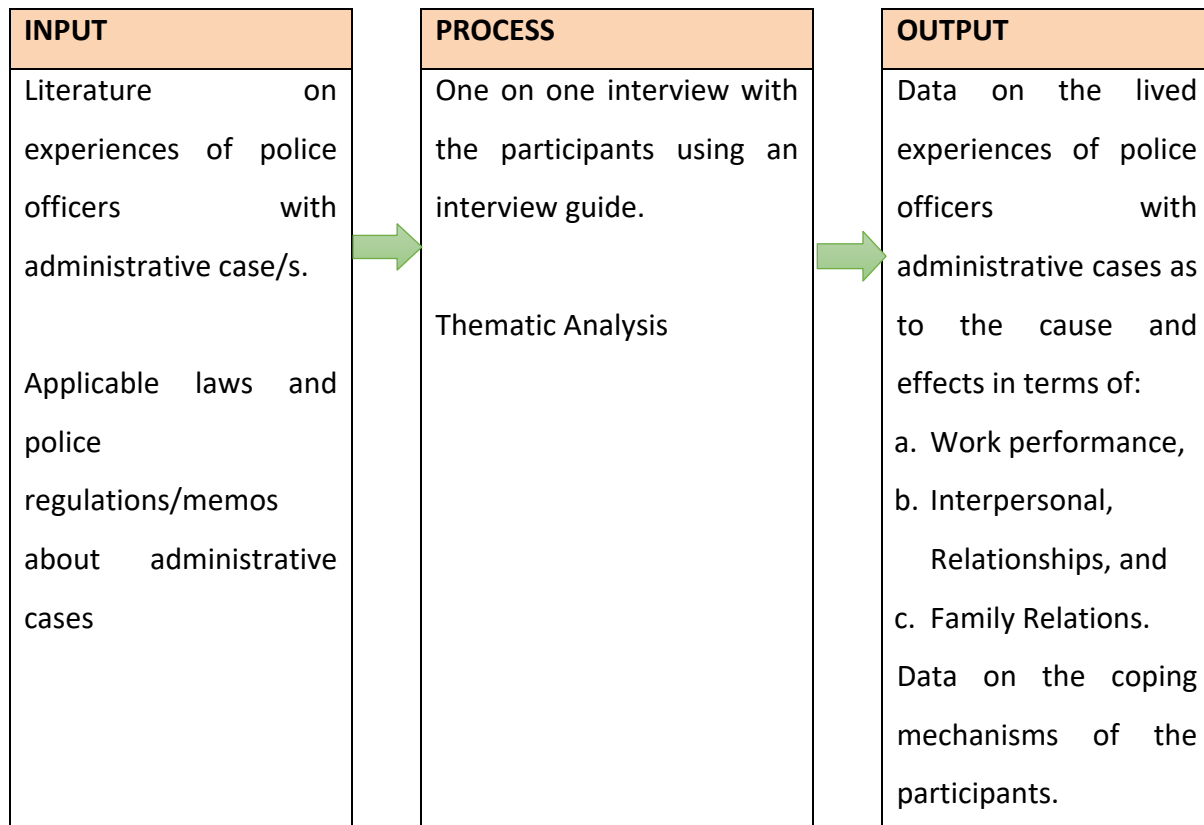 INPUT
Literature on
experiences of police
officers with
administrative case/s.
Applicable laws and
police
regulations/memos
about administrative
cases
PROCESS
One on one interview with
the participants using an
interview guide.
Thematic Analysis
OUTPUT
Data on the lived
experiences of police
officers with
administrative cases as
to the cause and
effects in terms of:
a. Work performance,
b. Interpersonal,
Relationships, and
c. Family Relations.
Data on the coping
mechanisms of the
participants.